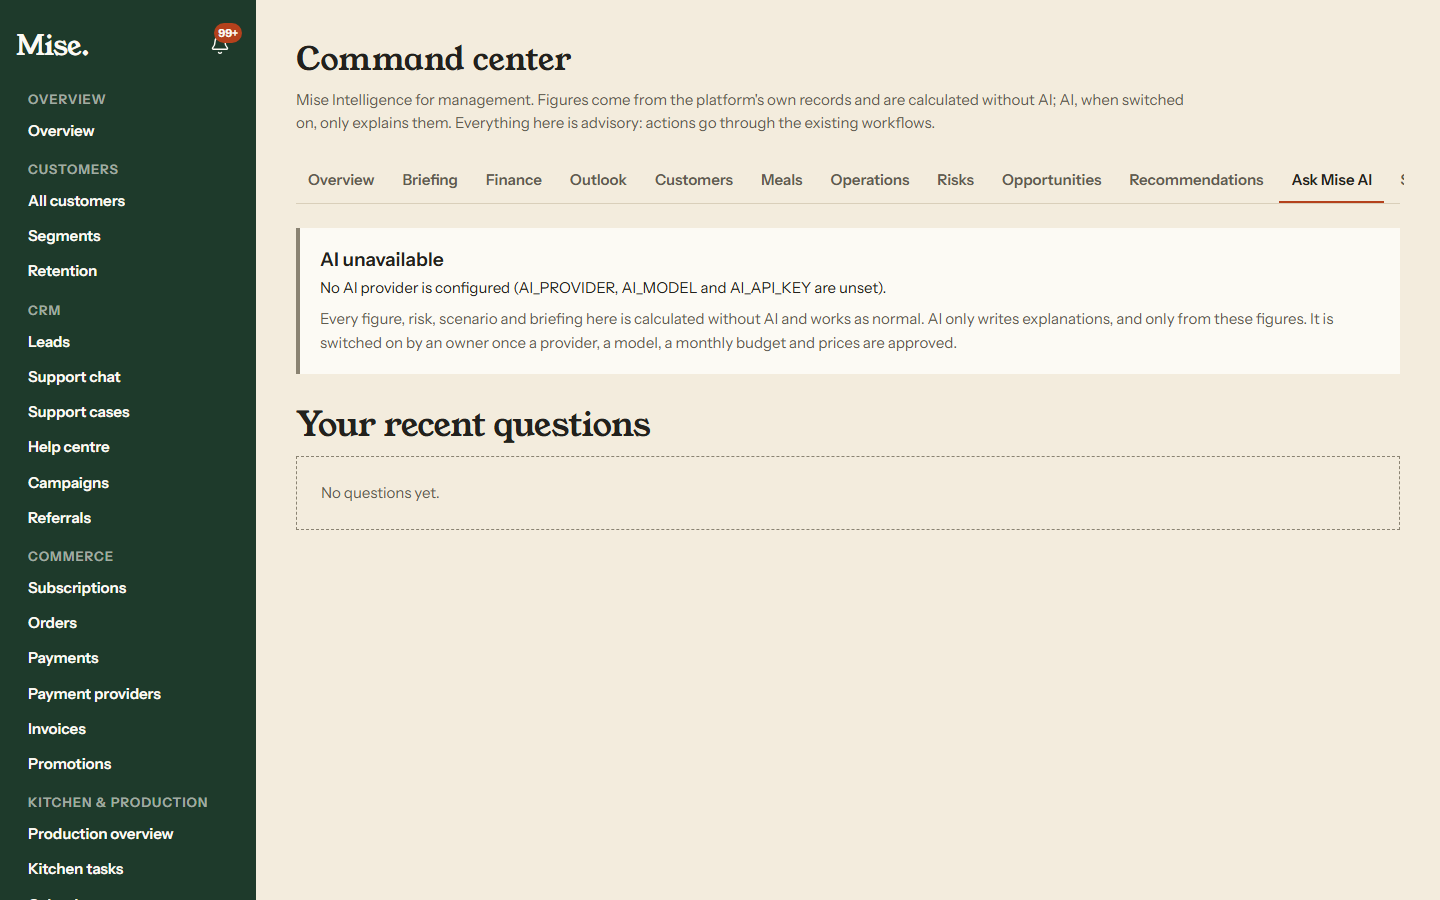 Mise.
99+
OVERVIEW
Overview
CUSTOMERS
All customers
Segments
Retention
CRM
Leads
Support chat
Support cases
Help centre
Campaigns
Referrals
COMMERCE
Subscriptions
Orders
Payments
Payment providers
Invoices
Promotions
KITCHEN & PRODUCTION
Production overview
Kitchen tasks
Command center
Mise Intelligence for management. Figures come from the platform's own records and are calculated without AI; AI, when switched
on, only explains them. Everything here is advisory: actions go through the existing workflows.
Overview Briefing Finance Outlook Customers Meals Operations Risks Opportunities Recommendations Ask Mise AI
AI unavailable
No AI provider is configured (AI_PROVIDER, AI_MODEL and AI_API_KEY are unset).
Every figure, risk, scenario and briefing here is calculated without AI and works as normal. AI only writes explanations, and only from these figures. It is
switched on by an owner once a provider, a model, a monthly budget and prices are approved.
Your recent questions
No questions yet.